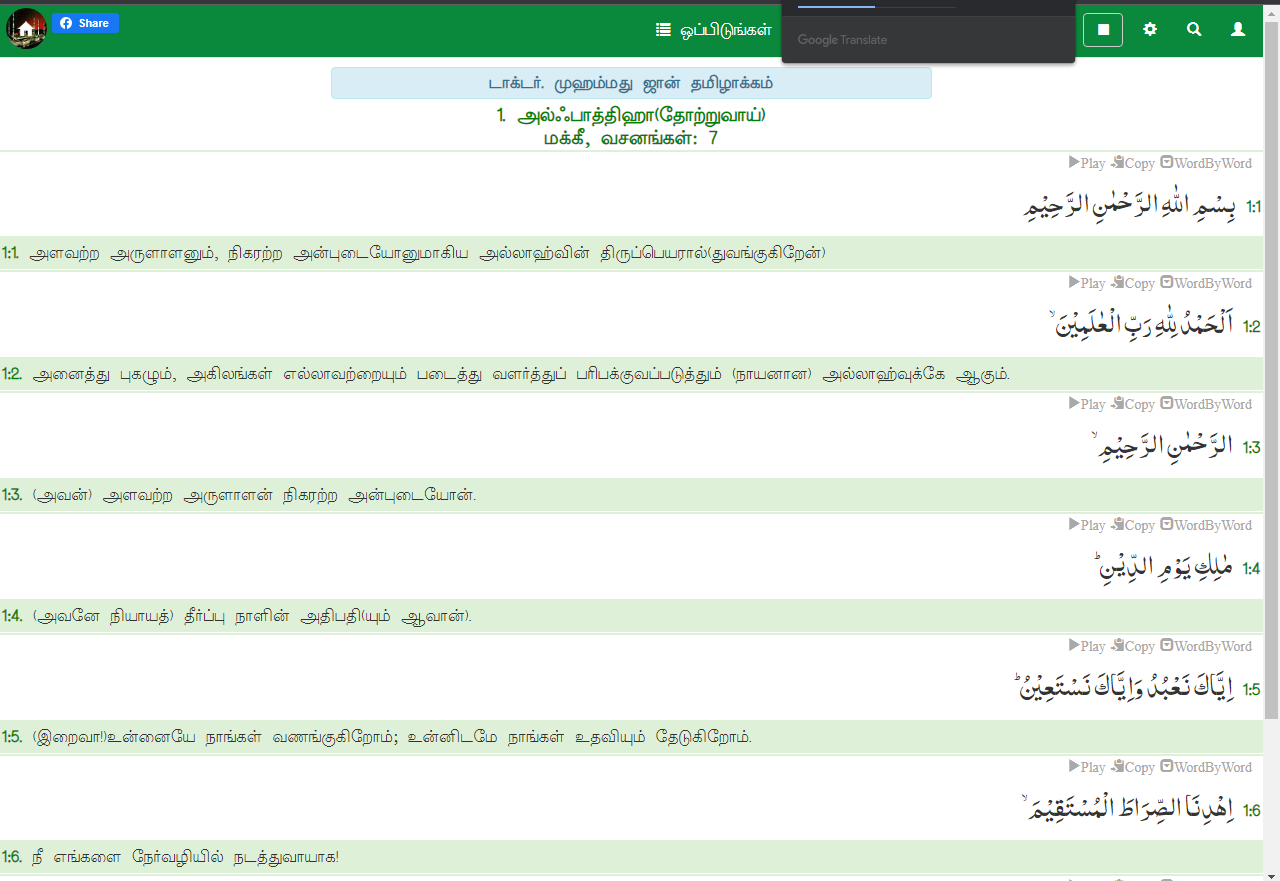 Share
ஒப்பிடுங்கள்
Google Translate
டாக்டர். முஹம்மது ஜான் தமிழாக்கம்
1. அல்ஃபாத்திஹா(தோற்றுவாய்)
மக்கீ, வசனங்கள்: 7
Play Copy WordByWord
1:1 بِسْمِ اللّٰهِ الرَّحْمٰنِ الرَّحِيْمِ
1:1. அளவற்ற அருளாளனும், நிகரற்ற அன்புடையோனுமாகிய அல்லாஹ்வின் திருப்பெயரால்(துவங்குகிறேன்)
Play Copy WordByWord
1:2 اَلْحَمْدُ لِلّٰهِ رَبِّ الْعٰلَمِيْنَ ۙ
1:2. அனைத்து புகழும், அகிலங்கள் எல்லாவற்றையும் படைத்து வளர்த்துப் பரிபக்குவப்படுத்தும் (நாயனான) அல்லாஹ்வுக்கே ஆகும்.
Play Copy WordByWord
1:3 الرَّحْمٰنِ الرَّحِيْمِ ۙ
1:3. (அவன்) அளவற்ற அருளாளன் நிகரற்ற அன்புடையோன்.
Play Copy WordByWord
1:4 مٰلِكِ يَوْمِ الدِّيْنِ ؕ
1:4. (அவனே நியாயத்) தீர்ப்பு நாளின் அதிபதி(யும் ஆவான்).
Play Copy WordByWord
1:5 اِيَّاكَ نَعْبُدُ وَاِيَّاكَ نَسْتَعِيْنُ ؕ
1:5. (இறைவா!)உன்னையே நாங்கள் வணங்குகிறோம்; உன்னிடமே நாங்கள் உதவியும் தேடுகிறோம்.
Play Copy WordByWord
1:6 اِهْدِنَا الصِّرَاطَ الْمُسْتَقِيْمَ ۙ
1:6. நீ எங்களை நேர்வழியில் நடத்துவாயாக!